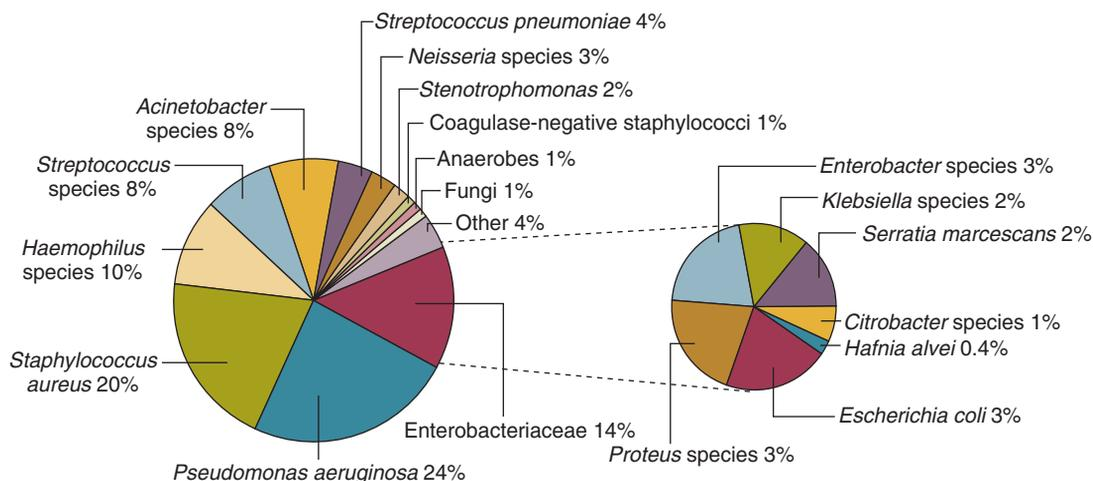 Streptococcus pneumoniae 4%
Neisseria species 3%
Stenotrophomonas 2%
Acinetobacter
species 8%
Coagulase-negative staphylococci 1%
Streptococcus
species 8%
Anaerobes 1%
Fungi 1%
Other 4%
Haemophilus
species 10%
Staphylococcus
aureus 20%
Enterobacteriaceae 14%
Pseudomonas aeruginosa 24%
Enterobacter species 3%
Klebsiella species 2%
Serratia marcescans 2%
Citrobacter species 1%
Hafnia alvei 0.4%
Escherichia coli 3%
Proteus species 3%